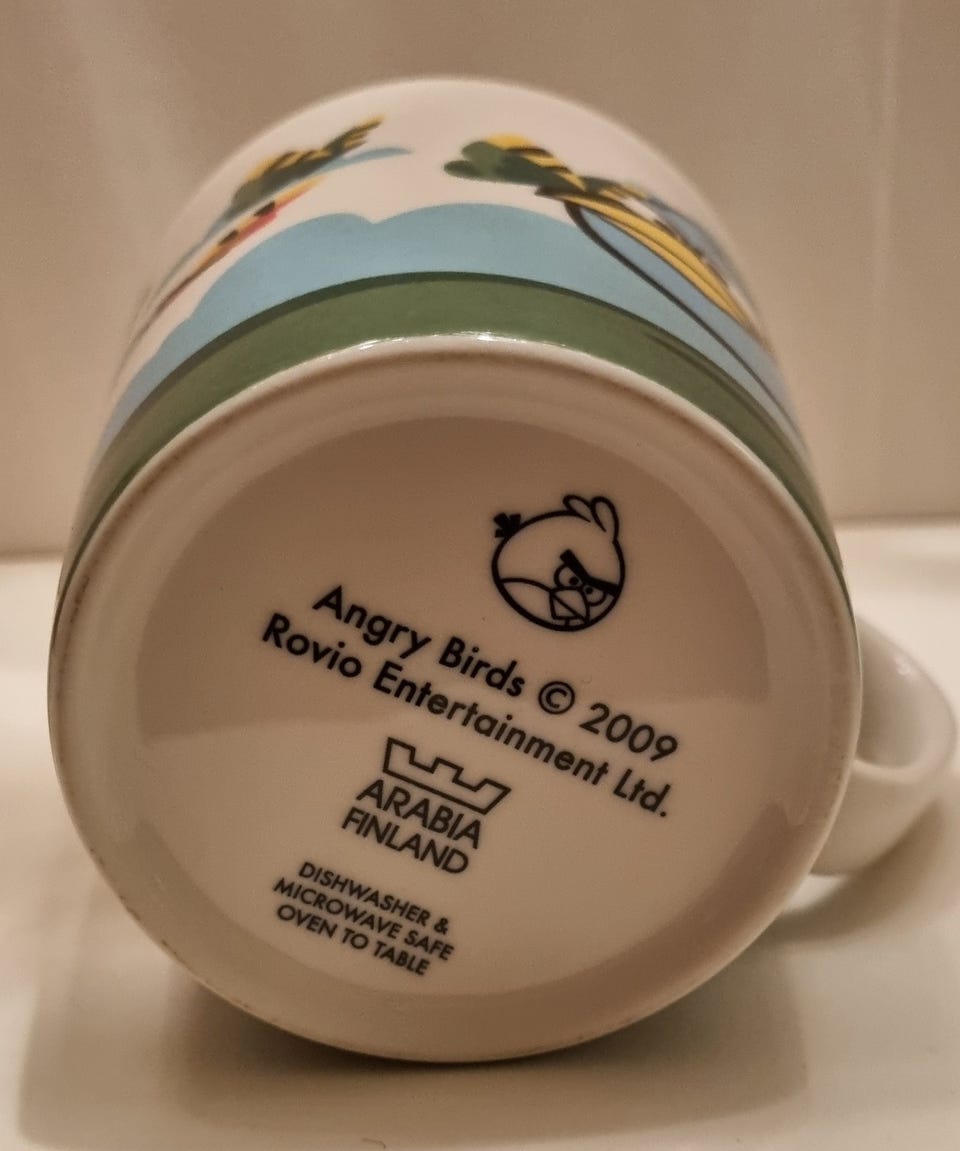 Angry Birds © 2009
Rovio Entertainment Ltd.
ARABIA
FINLAND
DISHWASHER &
MICROWAVE SAFE
OVEN TO TABLE